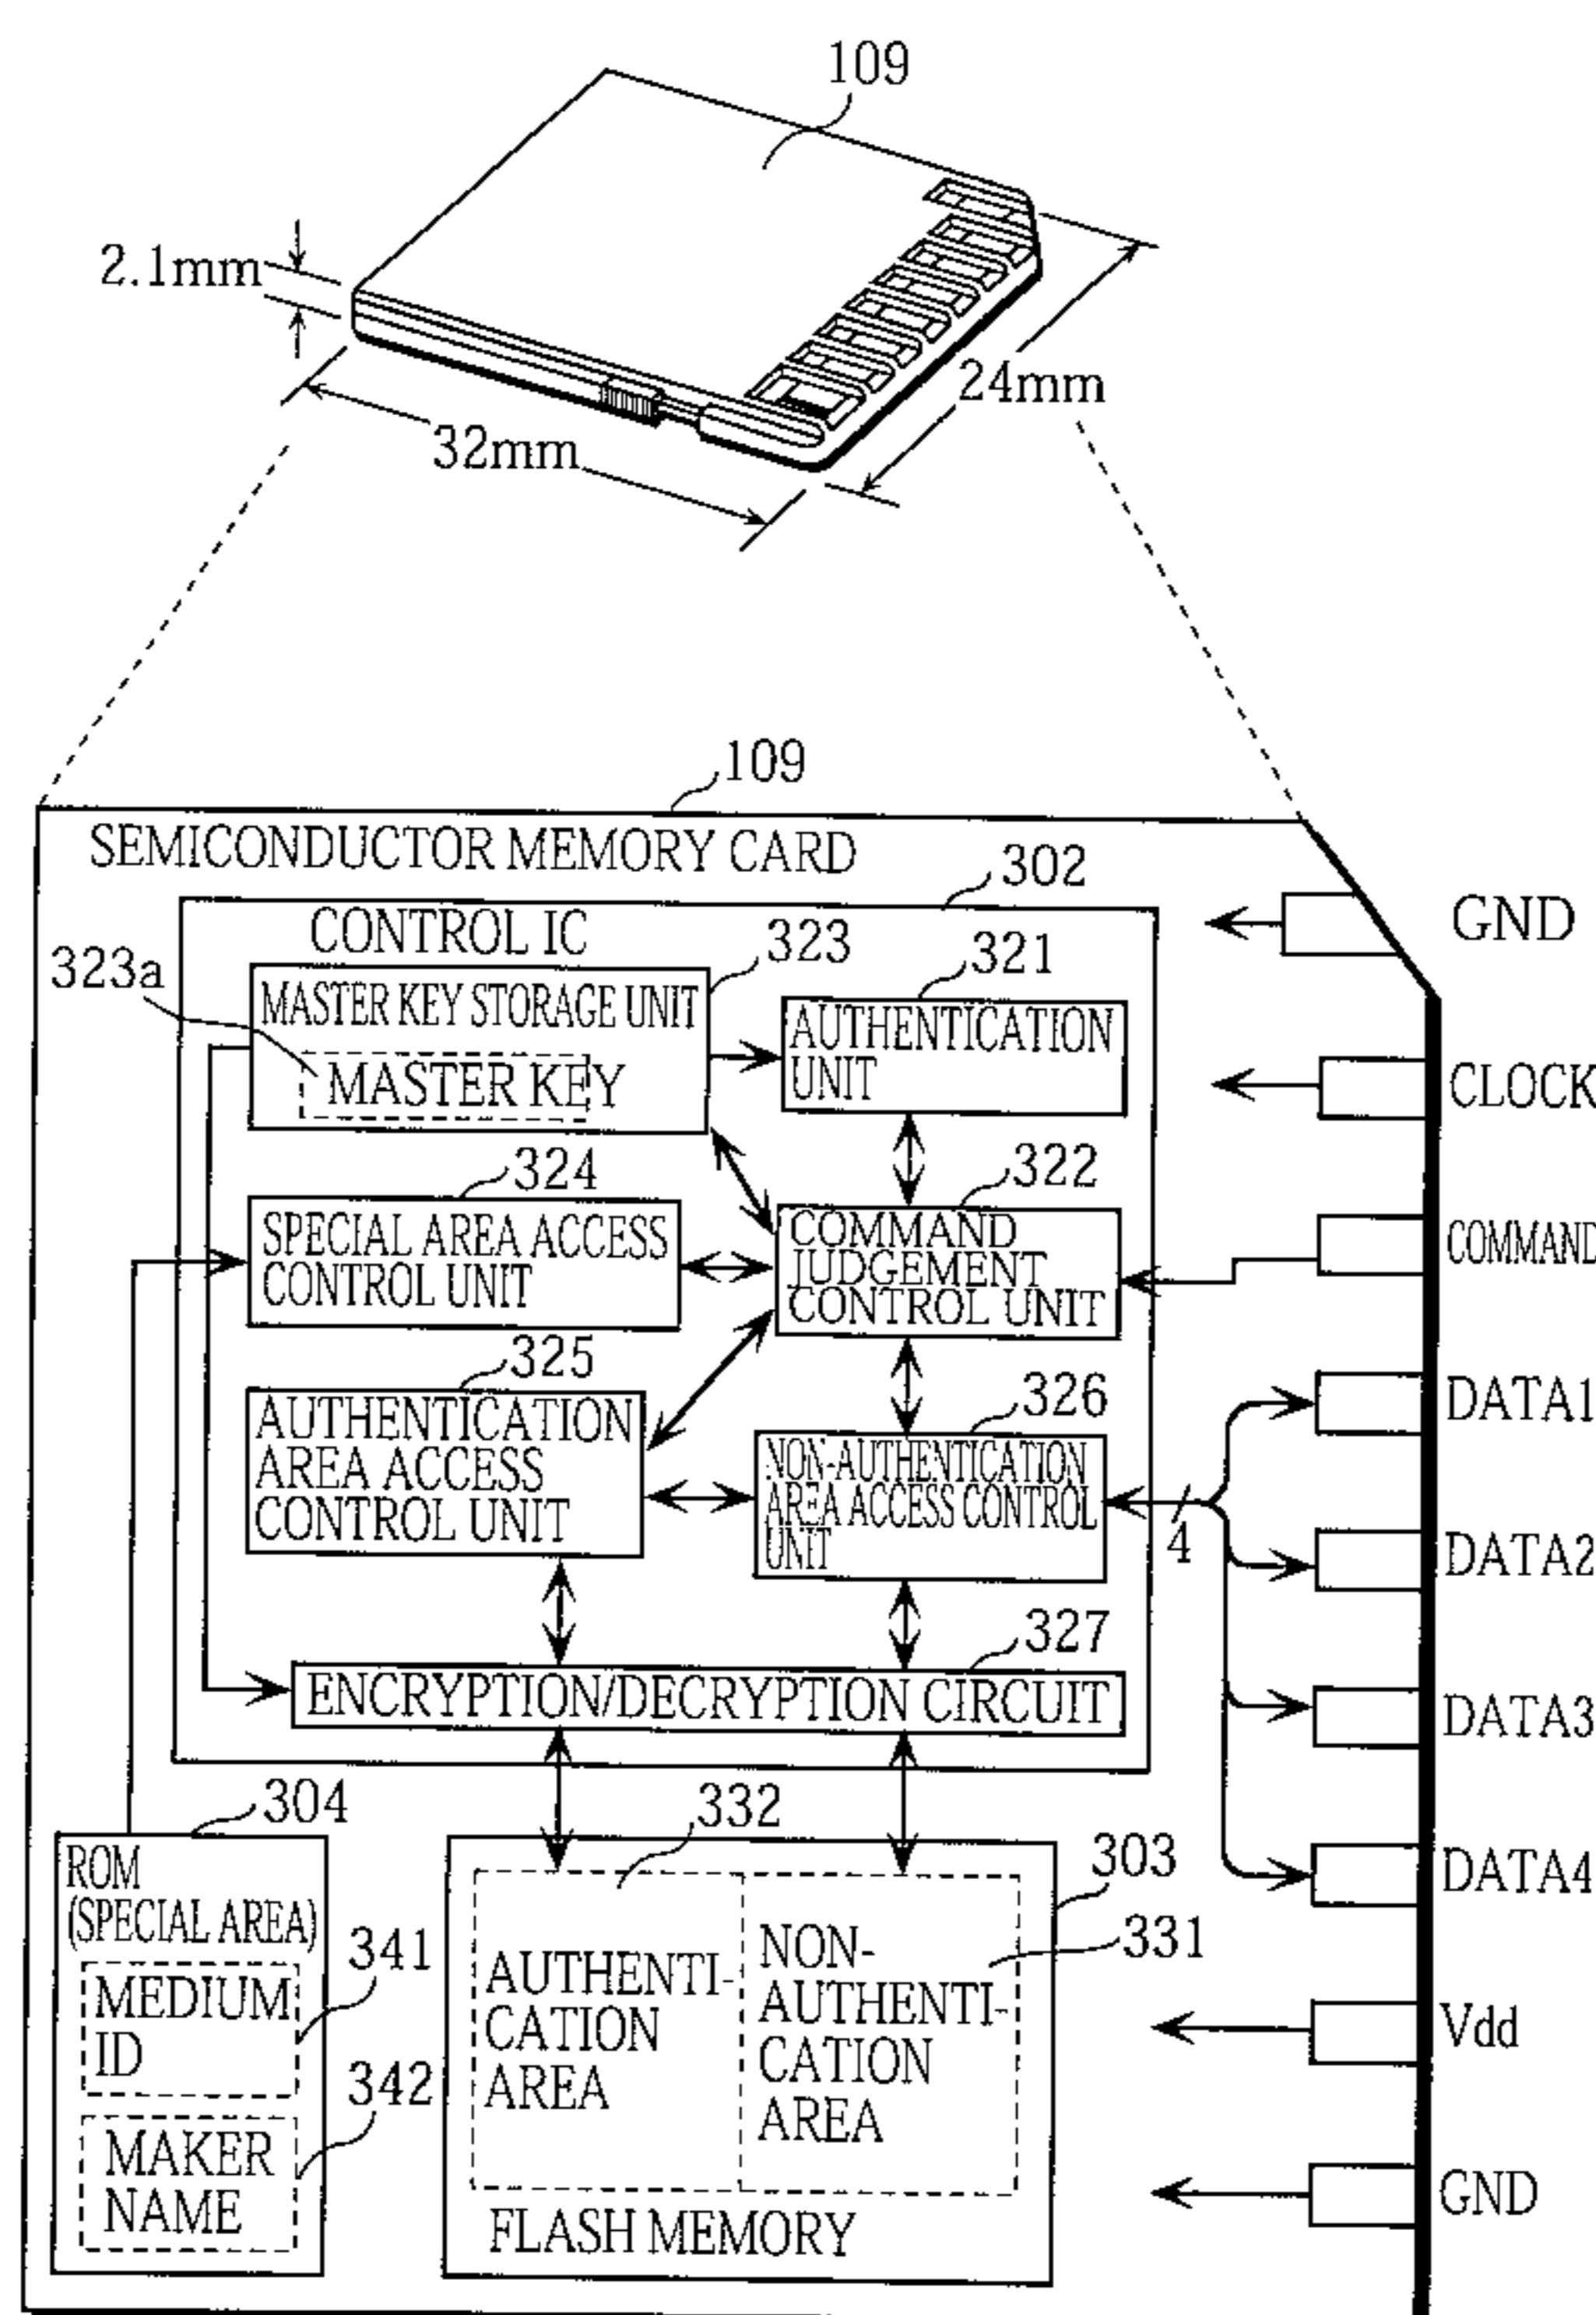 109
2.1mm
24mm
32mm
109
SEMICONDUCTOR MEMORY CARD
302
CONTROL IC
323
321
323a
MASTER KEY STORAGE UNIT
MASTER KEY
AUTHENTICATION
UNIT
324
322
SPECIAL AREA ACCESS
CONTROL UNIT
COMMAND
JUDGEMENT
CONTROL UNIT
325
326
AUTHENTICATION
AREA ACCESS
CONTROL UNIT
NON-AUTHENTICATION
AREA ACCESS CONTROL
UNIT
4
327
ENCRYPTION/DECRYPTION CIRCUIT
304
ROM
(SPECIAL AREA)
341
MEDIUM
ID
342
MAKER
NAME
332
303
331
AUTHENTI-
CATION
AREA
NON-
AUTHENTI-
CATION
AREA
FLASH MEMORY
GND
CLOCK
COMMAND
DATA1
DATA2
DATA3
DATA4
Vdd
GND